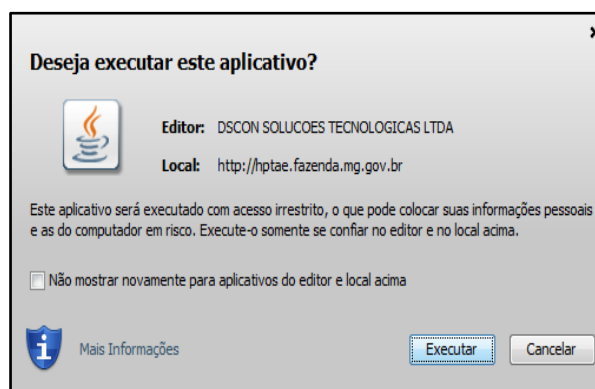 Deseja executar este aplicativo?
Editor: DSCON SOLUCOES TECNOLOGICAS LTDA
Local: http://hptae.fazenda.mg.gov.br
Este aplicativo será executado com acesso irrestrito, o que pode colocar suas informações pessoais
e as do computador em risco. Execute-o somente se confiar no editor e no local acima.
Não mostrar novamente para aplicativos do editor e local acima
Mais Informações
Executar
Cancelar